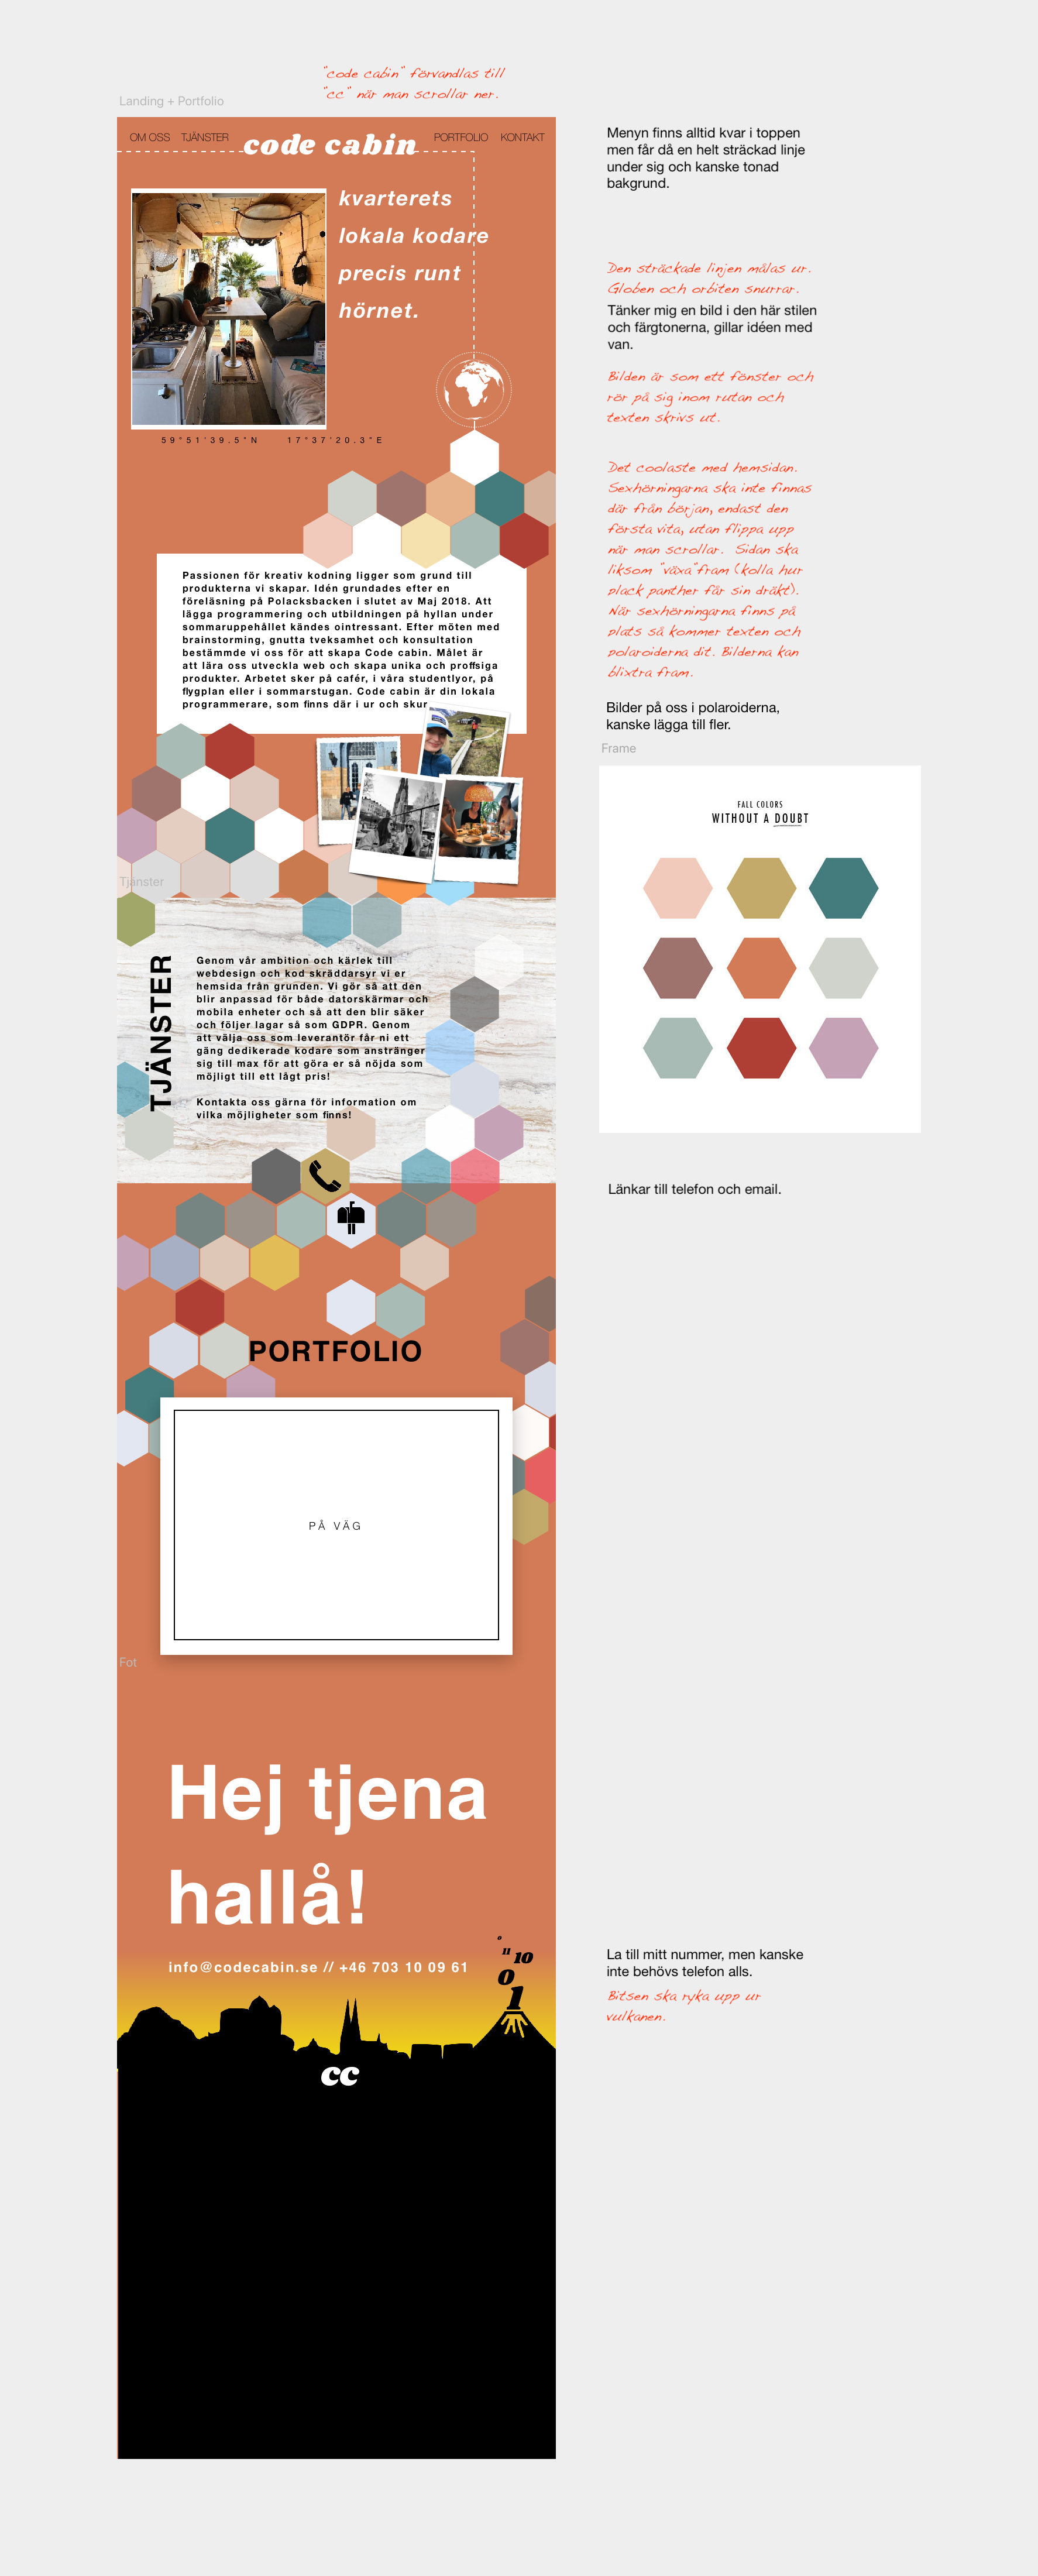 "code cabin" förvandlas till
"cc" när man scrollar ner.
Landing + Portfolio
OM OSS TJÄNSTER code cabin PORTFOLIO KONTAKT
kvarterets
lokala kodare
precis runt
hörnet.
59°51'39.5"N 17°37'20.3"E
Passionen för kreativ kodning ligger som grund till
produkterna vi skapar. Idén grundades efter en
föreläsning på Polacksbacken i slutet av Maj 2018. Att
lägga programmering och utbildningen på hyllan under
sommaruppehållet kändes ointressant. Efter möten med
brainstorming, gnutta tveksamhet och konsultation
bestämmde vi oss för att skapa Code cabin. Målet är
att lära oss utveckla web och skapa unika och proffsiga
produkter. Arbetet sker på cafér, i våra studentlyor, på
flygplan eller i sommarstugan. Code cabin är din lokala
programmerare, som finns där i ur och skur
Tjänster
TJÄNSTER
Genom vår ambition och kärlek till
webdesign och kod skräddarsyr vi er
hemsida från grunden. Vi gör så att den
blir anpassad för både datorskärmar och
mobila enheter och så att den blir säker
och följer lagar så som GDPR. Genom
att välja oss som leverantör får ni ett
gäng dedikerade kodare som anstränger
sig till max för att göra er så nöjda som
möjligt till ett lågt pris!
Kontakta oss gärna för information om
vilka möjligheter som finns!
PORTFOLIO
PÅ VÄG
Fot
Hej tjena
hallå!
info@codecabin.se // +46 703 10 09 61
0
11 10
0
1
cc
Menyn finns alltid kvar i toppen
men får då en helt sträckad linje
under sig och kanske tonad
bakgrund.
Den sträckade linjen målas ur.
Globen och orbiten snurrar.
Tänker mig en bild i den här stilen
och färgtonerna, gillar idéen med
van.
Bilden är som ett fönster och
rör på sig inom rutan och
texten skrivs ut.
Det coolaste med hemsidan.
Sexhörningarna ska inte finnas
där från början, endast den
första vita, utan flippa upp
när man scrollar. Sidan ska
liksom "växa"fram (kolla hur
plack panther får sin dräkt).
När sexhörningarna finns på
plats så kommer texten och
polaroiderna dit. Bilderna kan
blixtra fram.
Bilder på oss i polaroiderna,
kanske lägga till fler.
Frame
FALL COLORS
WITHOUT A DOUBT
Länkar till telefon och email.
La till mitt nummer, men kanske
inte behövs telefon alls.
Bitsen ska ryka upp ur
vulkanen.